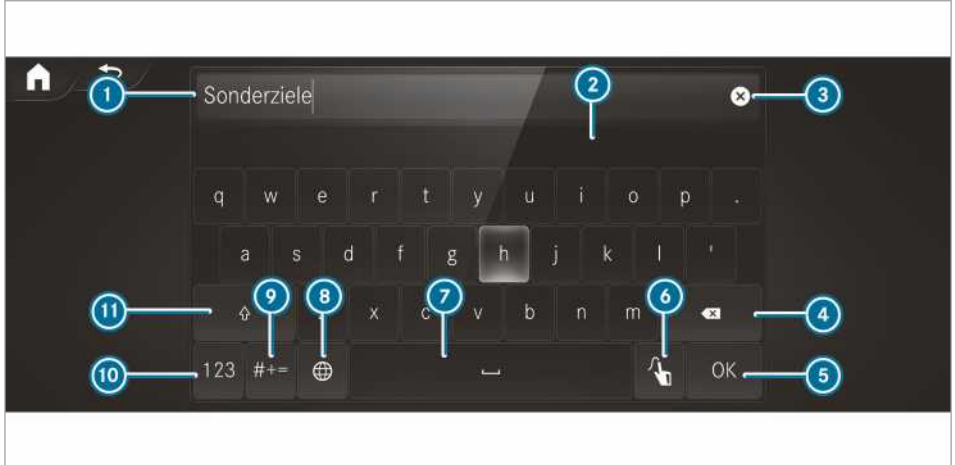 1 Sonderziele 2 3
q w e r t y u i o p .
a s d f g h j k l '
11 9 8 x c 7 v b n m 6 4
10 123 #+= OK 5